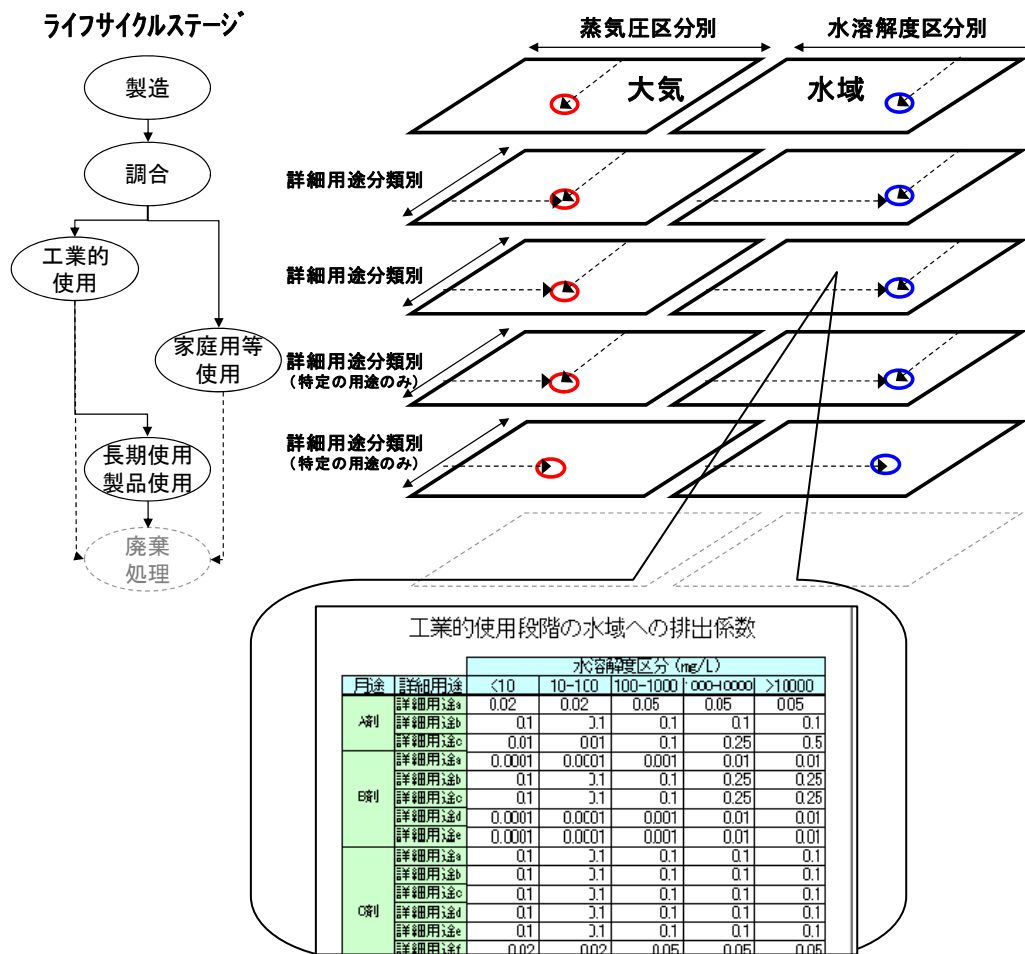 ライフサイクルステージ
製造
調合
工業的
使用
家庭用等
使用
長期使用
製品使用
廃棄
処理
蒸気圧区分別
水溶解度区分別
大気
水域
詳細用途分類別
詳細用途分類別
詳細用途分類別
(特定の用途のみ)
詳細用途分類別
(特定の用途のみ)
工業的使用段階の水域への排出係数
水溶解度区分 (mg/L)
用途 詳細用途 <10 10-100 100-1000 1000-10000 >10000
A剤
詳細用途a 0.02 0.02 0.05 0.05 0.05
詳細用途b 0.1 0.1 0.1 0.1 0.1
詳細用途c 0.01 0.01 0.1 0.25 0.5
B剤
詳細用途a 0.0001 0.0001 0.001 0.01 0.01
詳細用途b 0.1 0.1 0.1 0.25 0.25
詳細用途c 0.1 0.1 0.1 0.25 0.25
詳細用途d 0.0001 0.0001 0.001 0.01 0.01
詳細用途e 0.0001 0.0001 0.001 0.01 0.01
C剤
詳細用途a 0.1 0.1 0.1 0.1 0.1
詳細用途b 0.1 0.1 0.1 0.1 0.1
詳細用途c 0.1 0.1 0.1 0.1 0.1
詳細用途d 0.1 0.1 0.1 0.1 0.1
詳細用途e 0.1 0.1 0.1 0.1 0.1
詳細用途f 0.02 0.02 0.05 0.05 0.05